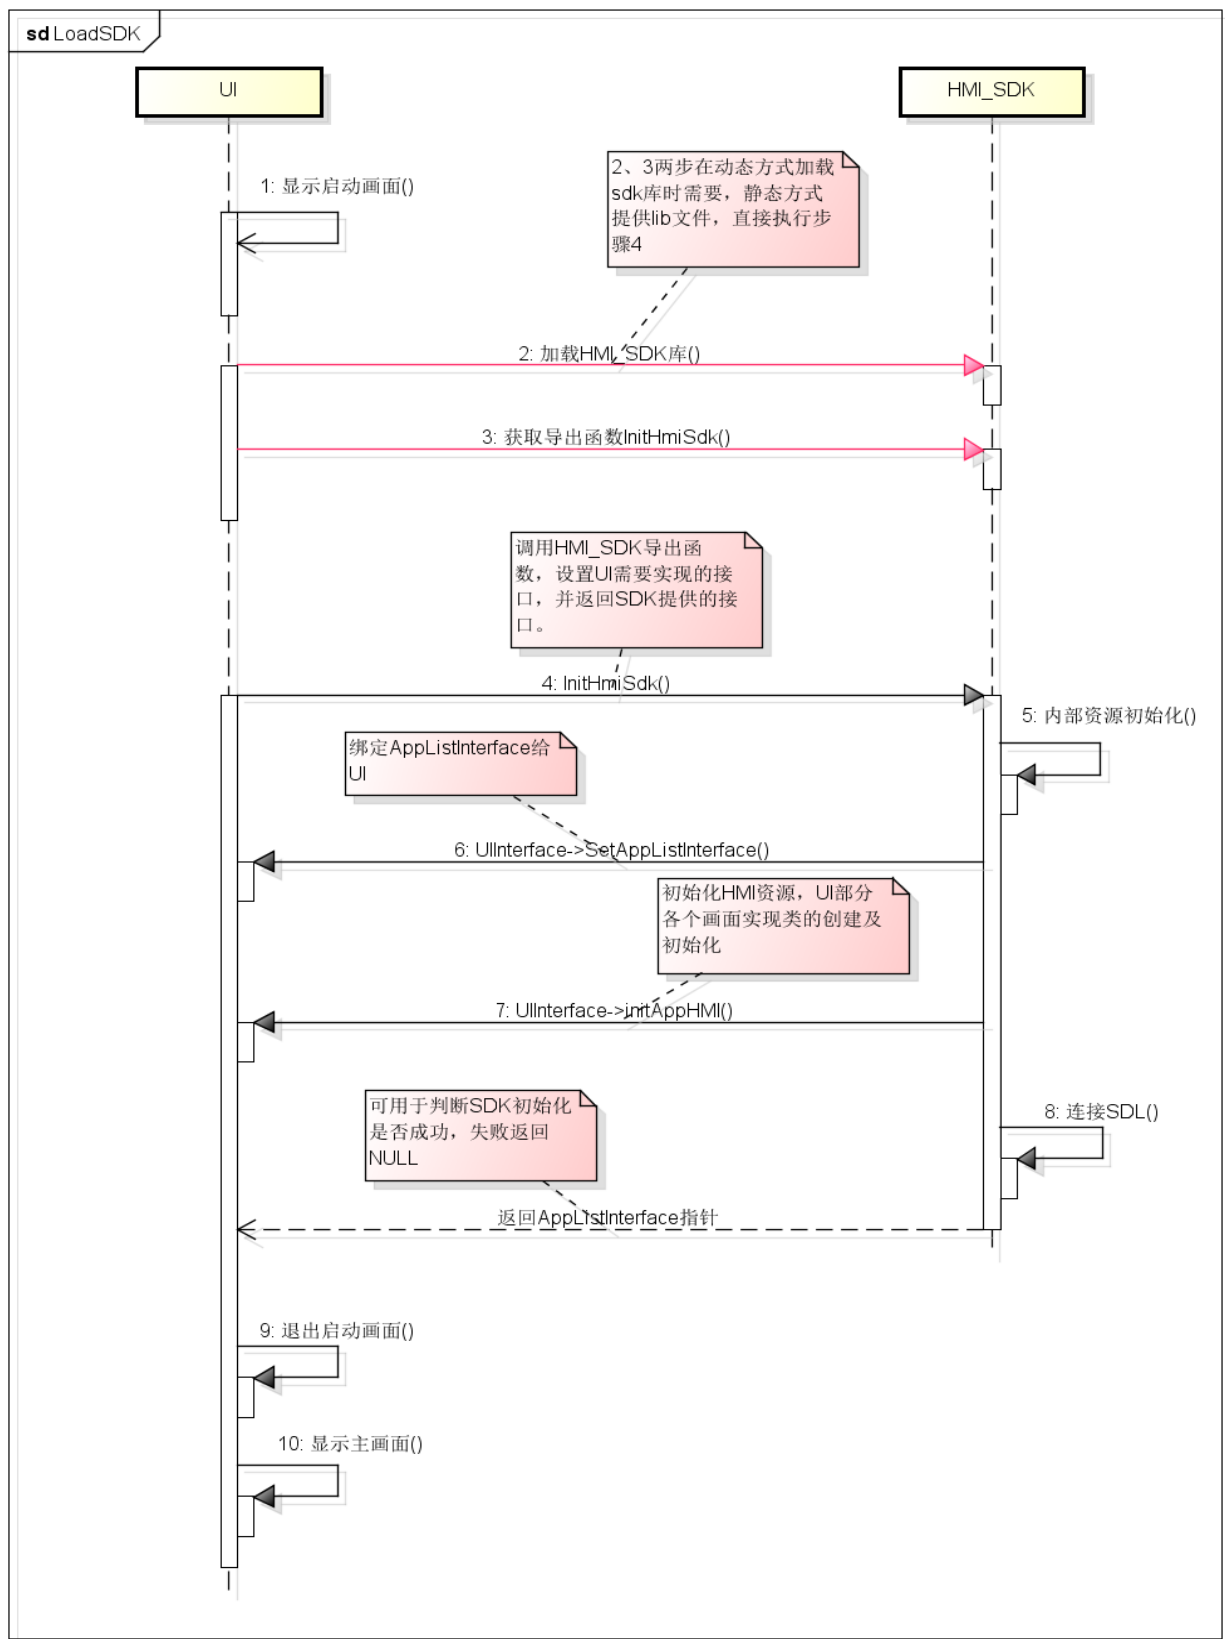 sd LoadSDK
UI
HMI_SDK
2、3两步在动态方式加载
sdk库时需要，静态方式
提供lib文件，直接执行步
骤4
1: 显示启动画面()
2: 加载HMI_SDK库()
3: 获取导出函数InitHmiSdk()
调用HMI_SDK导出函
数，设置UI需要实现的接
口，并返回SDK提供的接
口。
4: InitHmiSdk()
5: 内部资源初始化()
绑定AppListInterface给
UI
6: UIInterface->SetAppListInterface()
初始化HMI资源，UI部分
各个画面实现类的创建及
初始化
7: UIInterface->initAppHMI()
可用于判断SDK初始化
是否成功，失败返回
NULL
8: 连接SDL()
返回AppListInterface指针
9: 退出启动画面()
10: 显示主画面()